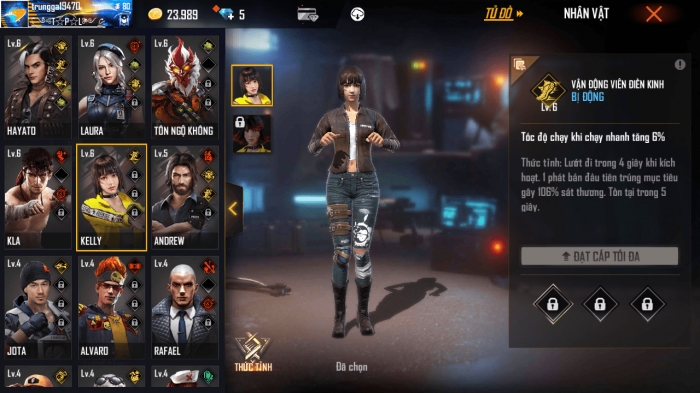 trunggal9470
# 60
T☆P☆L
23.989
5
TỦ ĐỒ
NHÂN VẬT
Lv.6
HAYATO
Lv.6
LAURA
Lv.6
TÔN NGỘ KHÔNG
Lv.6
KLA
Lv.6
KELLY
Lv.5
ANDREW
Lv.4
JOTA
Lv.4
ALVARO
Lv.4
RAFAEL
Lv.4
Lv.4
Lv.4
THỨC TỈNH
Đã chọn
Lv.6
VẬN ĐỘNG VIÊN ĐIỀN KINH
BỊ ĐỘNG
Tốc độ chạy khi chạy nhanh tăng 6%
Thức tỉnh: Lướt đi trong 4 giây khi kích
hoạt. 1 phát bắn đầu tiên trúng mục tiêu
gây 106% sát thương. Tồn tại trong 5
giây.
ĐẠT CẤP TỐI ĐA